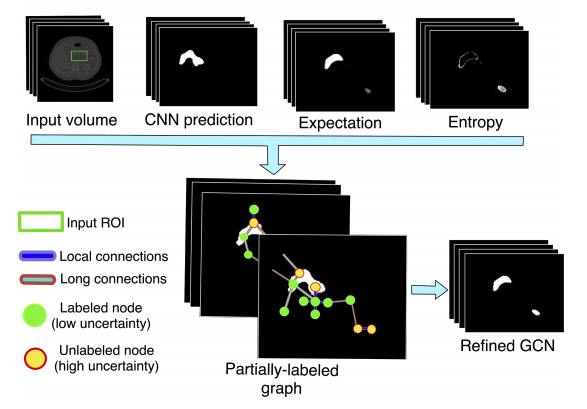 Input volume
CNN prediction
Expectation
Entropy
Input ROI
Local connections
Long connections
Labeled node
(low uncertainty)
Unlabeled node
(high uncertainty)
Partially-labeled
graph
Refined GCN